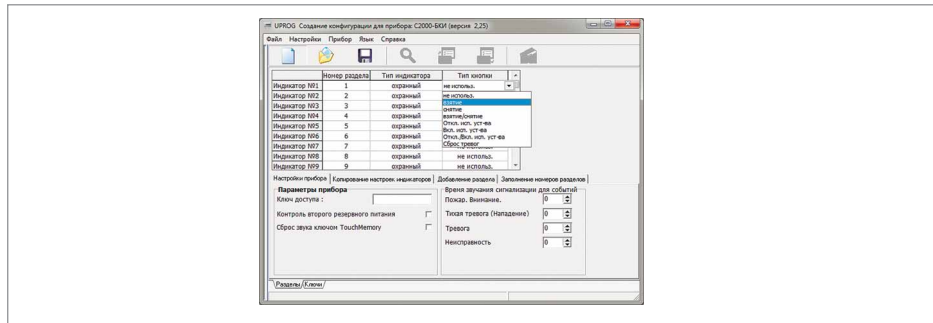 UPROG Создание конфигурации для прибора: С2000-БКИ (версия 2,25)
Файл Настройки Прибор Язык Справка
Номер раздела Тип индикатора Тип кнопки
Индикатор №1 1 охранный не использ.
Индикатор №2 2 охранный не использ.
Индикатор №3 3 охранный взятие
Индикатор №4 4 охранный снятие
взятие/снятие
Индикатор №5 5 охранный Откл. исп. уст-ва
Индикатор №6 6 охранный Вкл. исп. уст-ва
Откл./Вкл. исп. уст-ва
Индикатор №7 7 охранный Сброс тревог
Индикатор №8 8 охранный не использ.
Индикатор №9 9 охранный не использ.
Настройки прибора Копирование настроек индикаторов Добавление раздела Заполнение номеров разделов
Параметры прибора
Ключ доступа :
Контроль второго резервного питания
Сброс звука ключом TouchMemory
Время звучания сигнализации для событий
Пожар. Внимание. 0
Тихая тревога (Нападение) 0
Тревога 0
Неисправность 0
Разделы Ключи